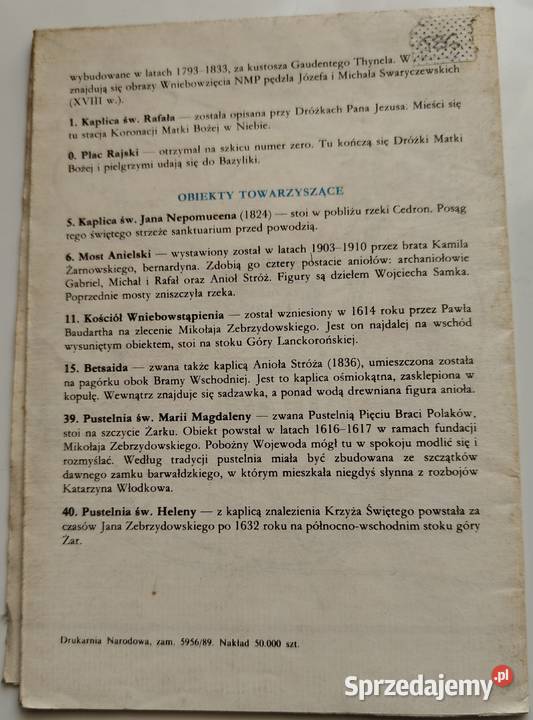 wybudowane w latach 1793-1833, za kustosza Gaudentego Thynela. W
znajdują się obrazy Wniebowzięcia NMP pędzla Józefa i Michała Swaryczewskich
(XVIII w.).
1. Kaplica św. Rafała — została opisana przy Dróżkach Pana Jezusa. Mieści się
tu stacja Koronacji Matki Bożej w Niebie.
0. Plac Rajski — otrzymał na szkicu numer zero. Tu kończą się Dróżki Matki
Bożej i pielgrzymi udają się do Bazyliki.
OBIEKTY TOWARZYSZĄCE
5. Kaplica św. Jana Nepomucena (1824) — stoi w pobliżu rzeki Cedron. Posąg
tego świętego strzeże sanktuarium przed powodzią.
6. Most Anielski — wystawiony został w latach 1903-1910 przez brata Kamila
Żarnowskiego, bernardyna. Zdobią go cztery postacie aniołów: archaniołowie
Gabriel, Michał i Rafał oraz Anioł Stróż. Figury są dziełem Wojciecha Samka.
Poprzednie mosty zniszczyła rzeka.
11. Kościół Wniebowstąpienia — został wzniesiony w 1614 roku przez Pawła
Baudartha na zlecenie Mikołaja Zebrzydowskiego. Jest on najdalej na wschód
wysuniętym obiektem, stoi na stoku Góry Lanckorońskiej.
15. Betsaida — zwana także kaplicą Anioła Stróża (1836), umieszczona została
na pagórku obok Bramy Wschodniej. Jest to kaplica ośmiokątna, zasklepiona w
kopułę. Wewnątrz znajduje się sadzawka, a ponad wodą drewniana figura anioła.
39. Pustelnia św. Marii Magdaleny — zwana Pustelnią Pięciu Braci Polaków,
stoi na szczycie Żarku. Obiekt powstał w latach 1616-1617 w ramach fundacji
Mikołaja Zebrzydowskiego. Pobożny Wojewoda mógł tu w spokoju modlić się i
rozmyślać. Według tradycji pustelnia miała być zbudowana ze szczątków
dawnego zamku barwałdzkiego, w którym mieszkała niegdyś słynna z rozbojów
Katarzyna Włodkowa.
40. Pustelnia św. Heleny — z kaplicą znalezienia Krzyża Świętego powstała za
czasów Jana Zebrzydowskiego po 1632 roku na północno-wschodnim stoku góry
Żar.
Drukarnia Narodowa, zam. 5956/89. Nakład 50.000 szt.
Sprzedajemy.pl